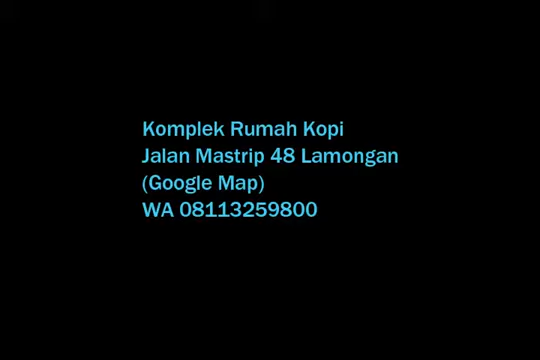 Komplek Rumah Kopi
Jalan Mastrip 48 Lamongan
(Google Map)
WA 08113259800